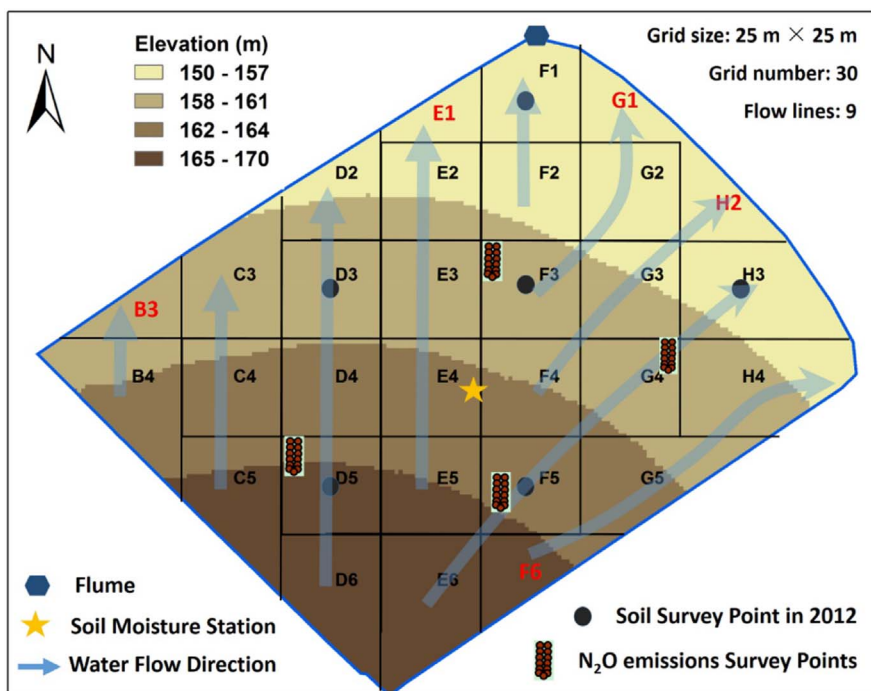 N
Elevation (m)
150 - 157
158 - 161
162 - 164
165 - 170
Grid size: 25 m × 25 m
Grid number: 30
Flow lines: 9
F1
E1
G1
D2
E2
F2
G2
H2
C3
D3
E3
F3
G3
H3
B3
B4
C4
D4
E4
F4
G4
H4
C5
D5
E5
F5
G5
D6
E6
F6
Flume
Soil Moisture Station
Water Flow Direction
Soil Survey Point in 2012
N₂O emissions Survey Points